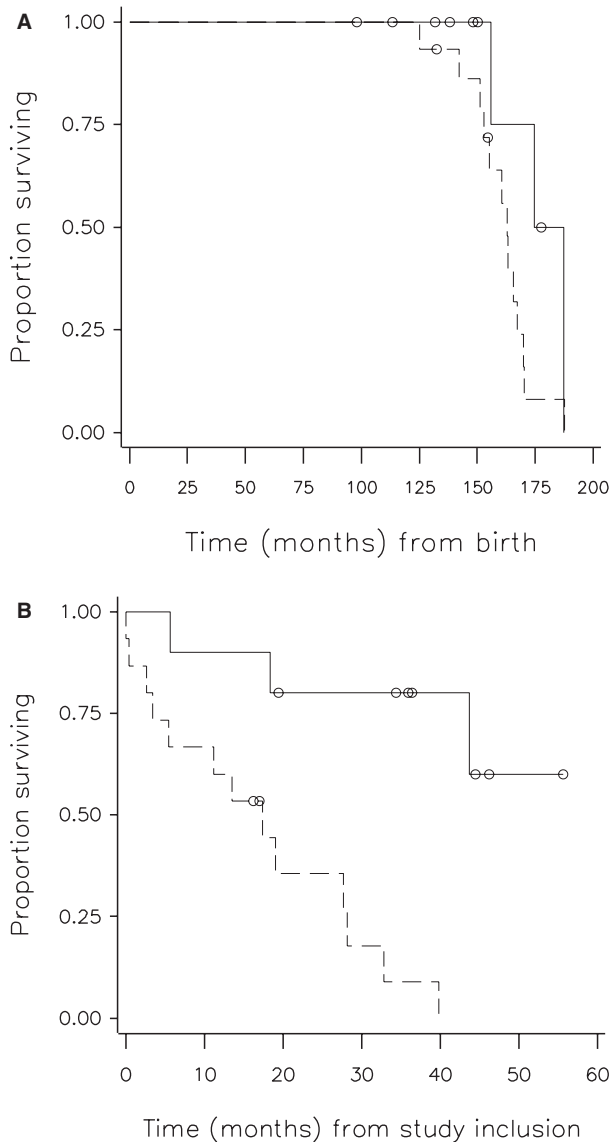 A
1.00
0.75
0.50
0.25
0.00
Proportion surviving
0 25 50 75 100 125 150 175 200
Time (months) from birth
B
1.00
0.75
0.50
0.25
0.00
Proportion surviving
0 10 20 30 40 50 60
Time (months) from study inclusion